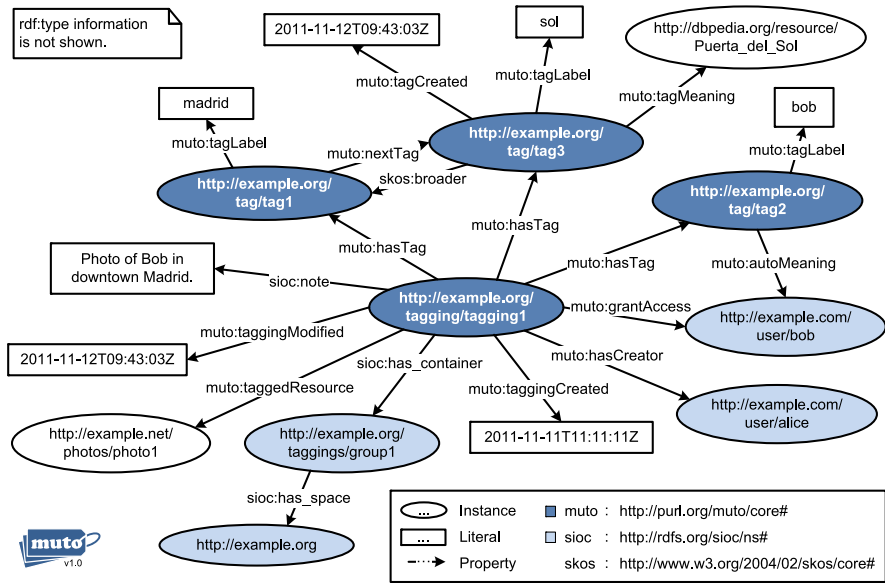 rdf:type information
is not shown.
2011-11-12T09:43:03Z
sol
http://dbpedia.org/resource/
Puerta_del_Sol
muto:tagCreated
muto:tagLabel
muto:tagMeaning
madrid
bob
muto:tagLabel
muto:nextTag
http://example.org/
tag/tag3
muto:tagLabel
skos:broader
http://example.org/
tag/tag1
http://example.org/
tag/tag2
muto:hasTag
muto:hasTag
muto:hasTag
muto:autoMeaning
Photo of Bob in
downtown Madrid.
sioc:note
http://example.org/
tagging/tagging1
muto:grantAccess
http://example.com/
user/bob
muto:taggingModified
2011-11-12T09:43:03Z
sioc:has_container
muto:hasCreator
muto:taggedResource
muto:taggingCreated
http://example.com/
user/alice
http://example.net/
photos/photo1
http://example.org/
taggings/group1
2011-11-11T11:11:11Z
sioc:has_space
http://example.org
muto
v1.0
... Instance
... Literal
Property
muto : http://purl.org/muto/core#
sioc : http://rdfs.org/sioc/ns#
skos : http://www.w3.org/2004/02/skos/core#